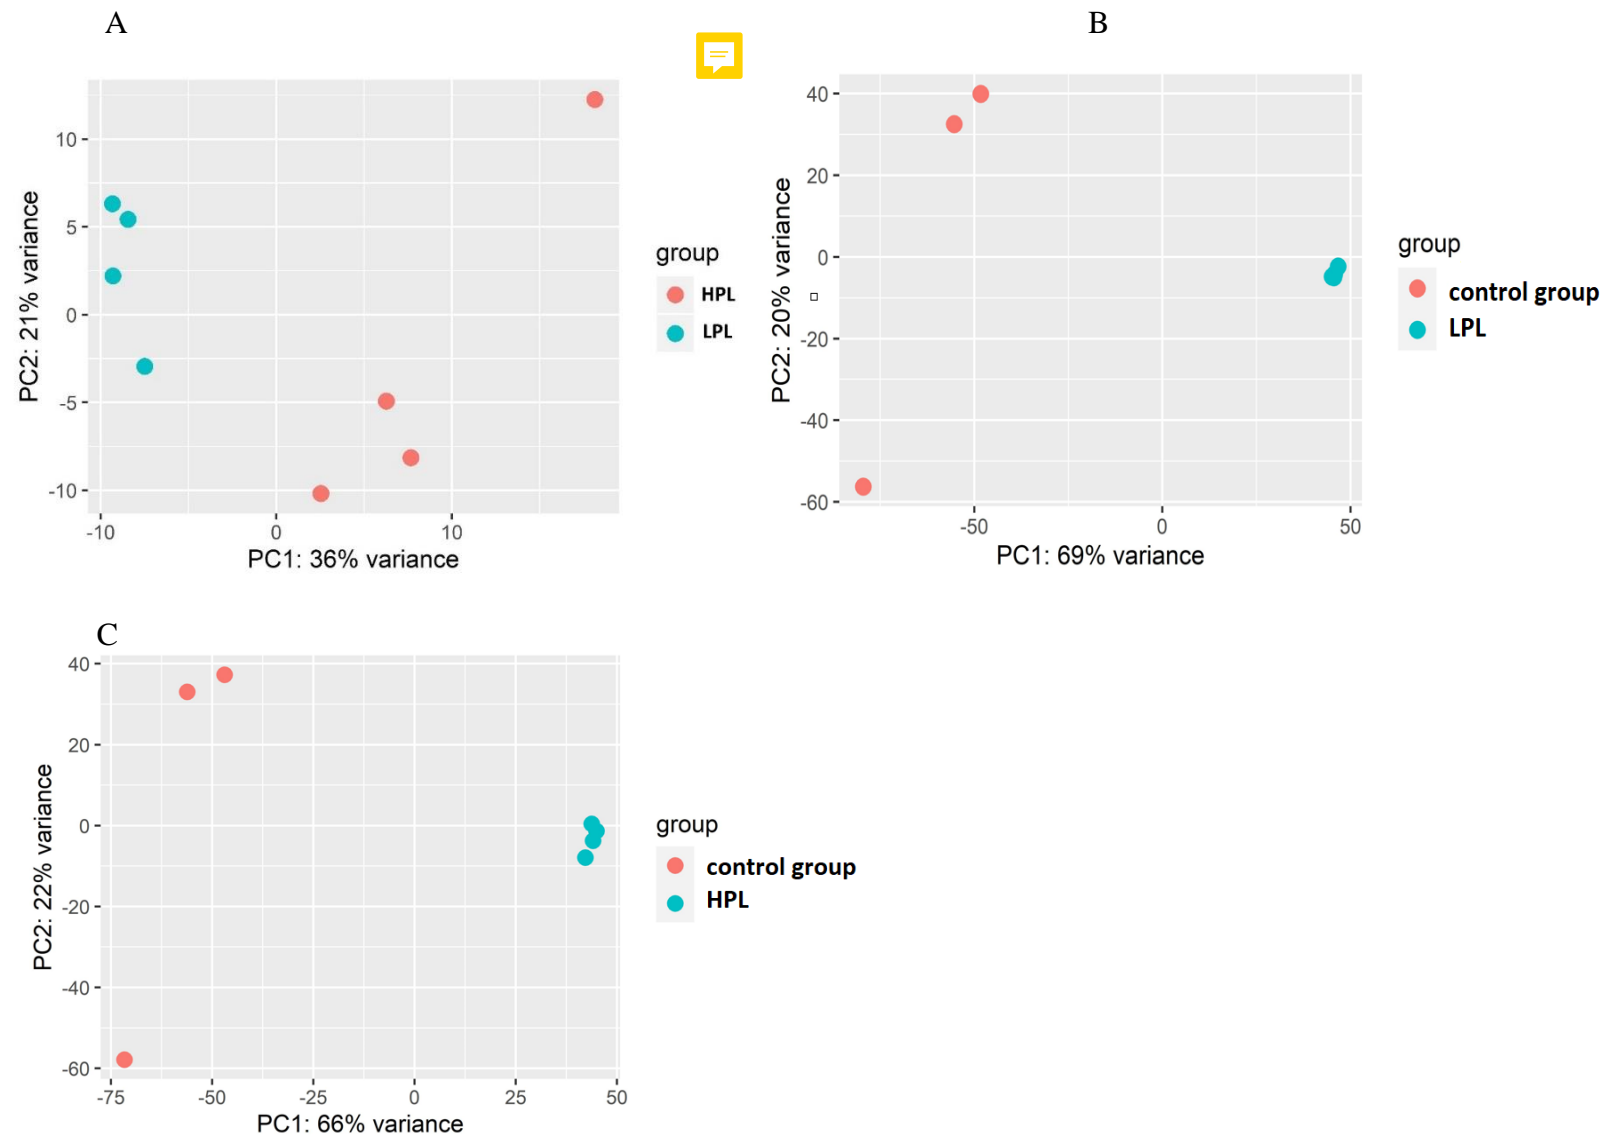 A
10
5
0
-5
-10
-10
0
10
PC2: 21% variance
PC1: 36% variance
group
HPL
LPL
B
40
20
0
-20
-40
-60
-50
0
50
PC2: 20% variance
PC1: 69% variance
group
control group
LPL
C
40
20
0
-20
-40
-60
-75
-50
-25
0
25
50
PC2: 22% variance
PC1: 66% variance
group
control group
HPL